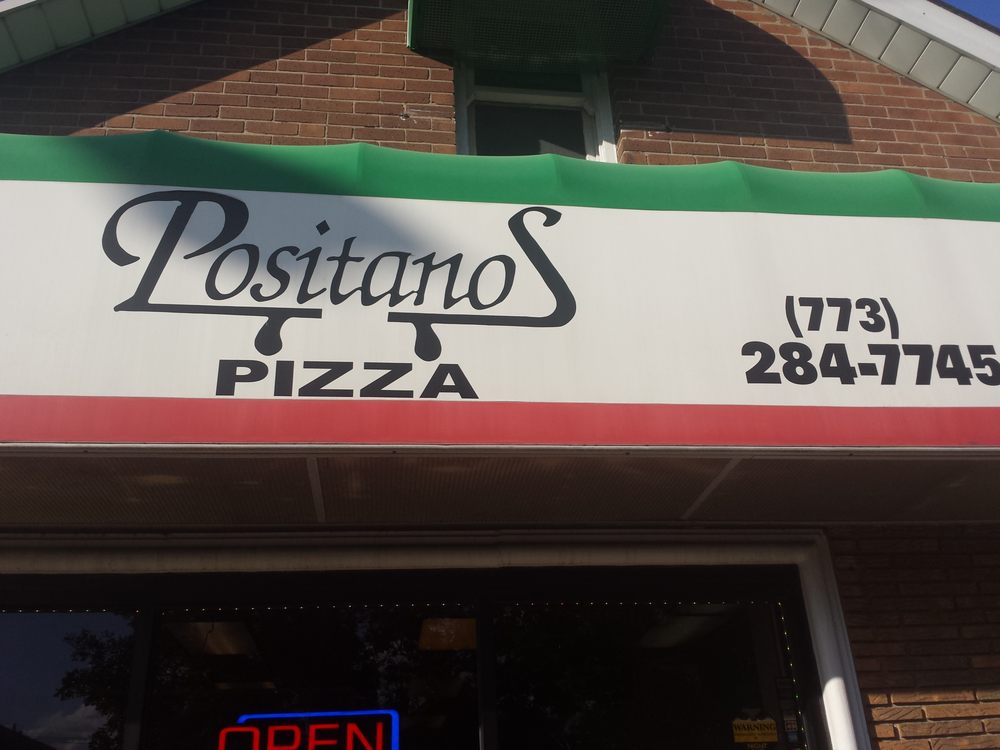 PositanoS
PIZZA
(773)
284-7745
OPEN
WARNING